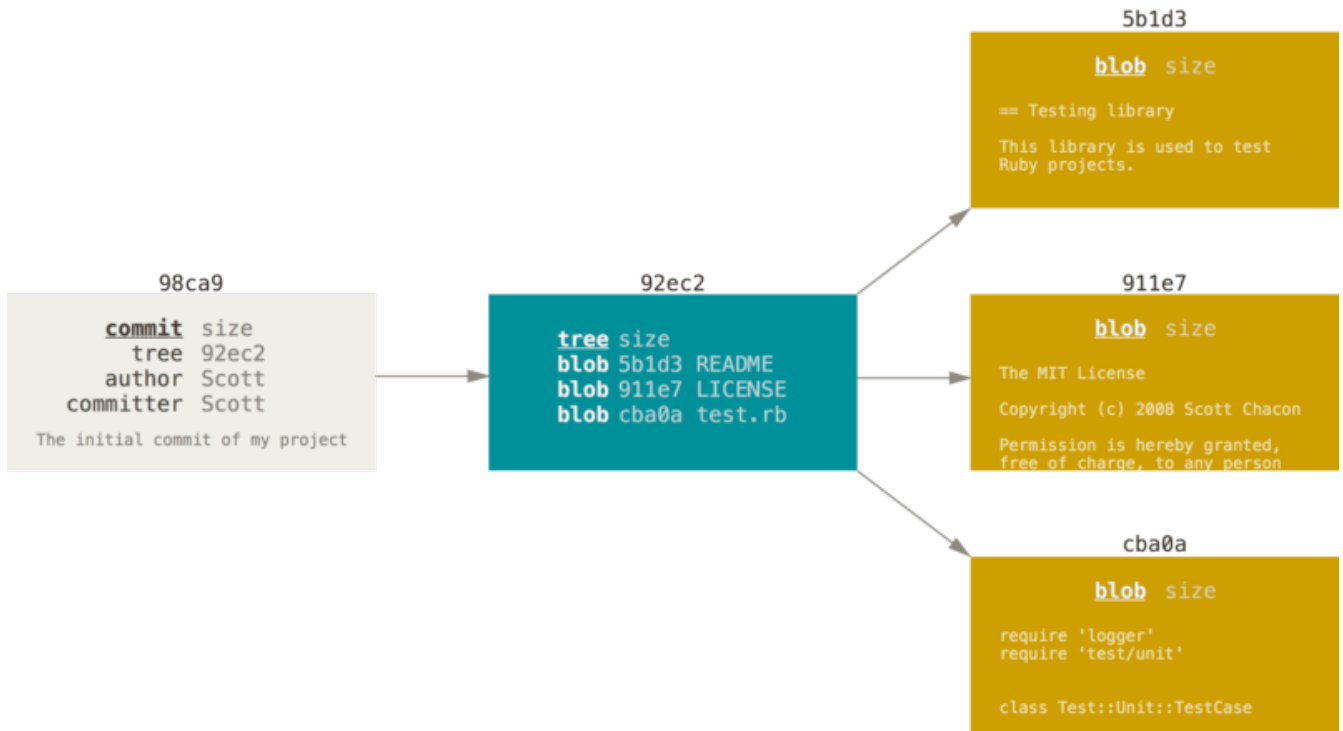 98ca9
commit size
tree 92ec2
author Scott
committer Scott
The initial commit of my project
92ec2
tree size
blob 5b1d3 README
blob 911e7 LICENSE
blob cba0a test.rb
5b1d3
blob size
== Testing library
This library is used to test
Ruby projects.
911e7
blob size
The MIT License
Copyright (c) 2008 Scott Chacon
Permission is hereby granted,
free of charge, to any person
cba0a
blob size
require 'logger'
require 'test/unit'
class Test::Unit::TestCase